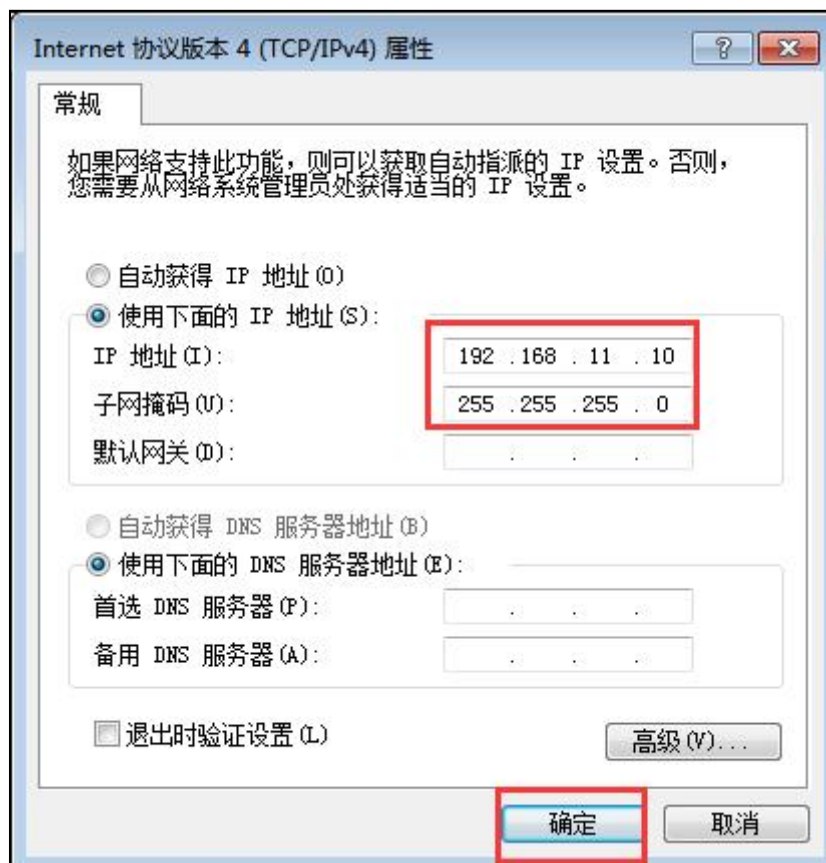 Internet 协议版本 4 (TCP/IPv4) 属性
常规
如果网络支持此功能，则可以获取自动指派的 IP 设置。否则，
您需要从网络系统管理员处获得适当的 IP 设置。
自动获得 IP 地址(O)
使用下面的 IP 地址(S):
IP 地址(I): 192 .168 . 11 . 10
子网掩码(U): 255 .255 .255 . 0
默认网关(D): . . .
自动获得 DNS 服务器地址(B)
使用下面的 DNS 服务器地址(E):
首选 DNS 服务器(P): . . .
备用 DNS 服务器(A): . . .
退出时验证设置(L)
高级(V)...
确定 取消